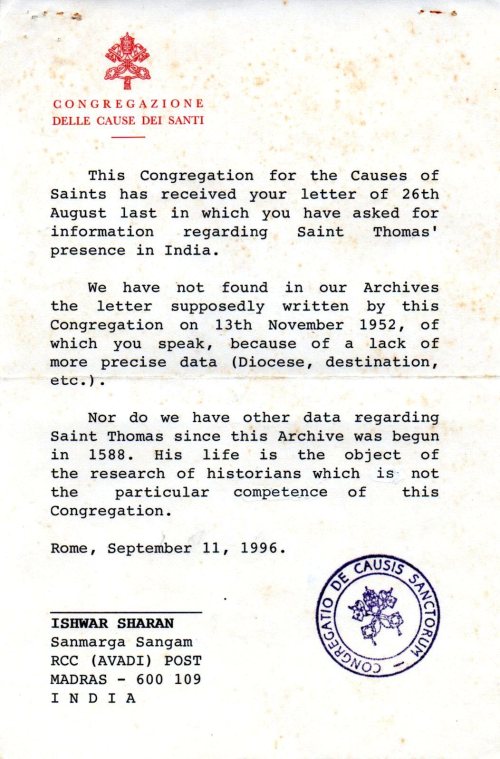 CONGREGAZIONE
DELLE CAUSE DEI SANTI
This Congregation for the Causes of
Saints has received your letter of 26th
August last in which you have asked for
information regarding Saint Thomas'
presence in India.
We have not found in our Archives
the letter supposedly written by this
Congregation on 13th November 1952, of
which you speak, because of a lack of
more precise data (Diocese, destination,
etc.).
Nor do we have other data regarding
Saint Thomas since this Archive was begun
in 1588. His life is the object of
the research of historians which is not
the particular competence of this
Congregation.
Rome, September 11, 1996.
ISHWAR SHARAN
Sanmarga Sangam
RCC (AVADI) POST
MADRAS - 600 109
I N D I A
CONGREGATIO DE CAUSIS SANCTORUM —